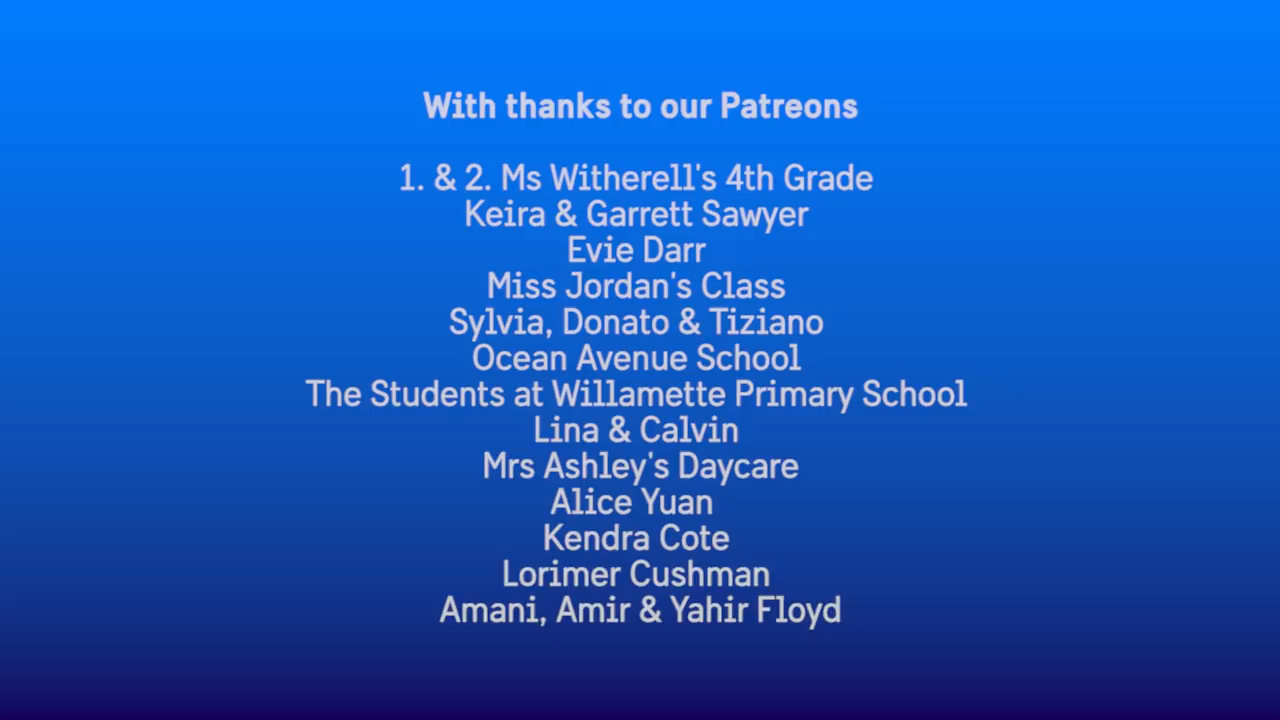 With thanks to our Patreons
1. & 2. Ms Witherell's 4th Grade
Keira & Garrett Sawyer
Evie Darr
Miss Jordan's Class
Sylvia, Donato & Tiziano
Ocean Avenue School
The Students at Willamette Primary School
Lina & Calvin
Mrs Ashley's Daycare
Alice Yuan
Kendra Cote
Lorimer Cushman
Amani, Amir & Yahir Floyd